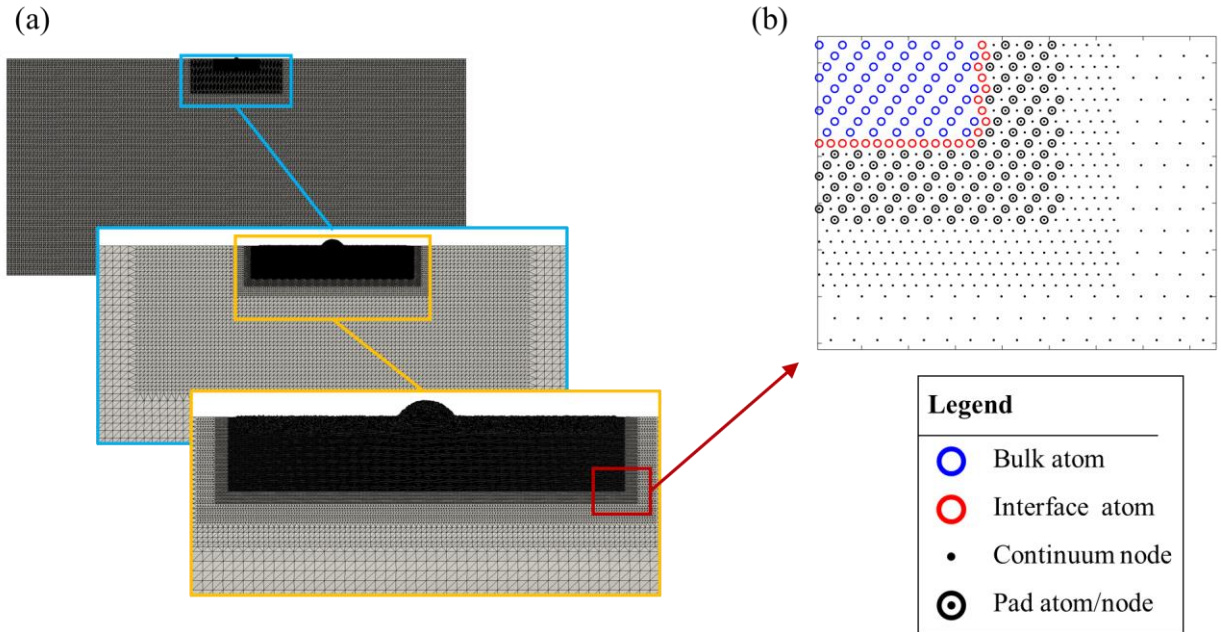 (a)
(b)
Legend
Bulk atom
Interface atom
Continuum node
Pad atom/node